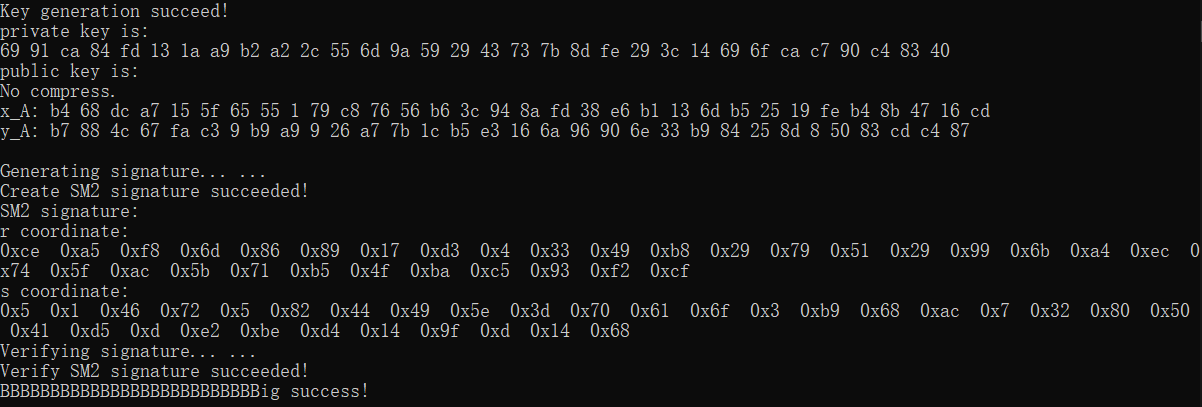 Key generation succeed!
private key is:
69 91 ca 84 fd 13 1a a9 b2 a2 2c 55 6d 9a 59 29 43 73 7b 8d fe 29 3c 14 69 6f ca c7 90 c4 83 40
public key is:
No compress.
x_A: b4 68 dc a7 15 5f 65 55 1 79 c8 76 56 b6 3c 94 8a fd 38 e6 b1 13 6d b5 25 19 fe b4 8b 47 16 cd
y_A: b7 88 4c 67 fa c3 9 b9 a9 9 26 a7 7b 1c b5 e3 16 6a 96 90 6e 33 b9 84 25 8d 8 50 83 cd c4 87
Generating signature... ...
Create SM2 signature succeeded!
SM2 signature:
r coordinate:
0xce  0xa5  0xf8  0x6d  0x86  0x89  0x17  0xd3  0x4  0x33  0x49  0xb8  0x29  0x79  0x51  0x29  0x99  0x6b  0xa4  0xec  0
x74  0x5f  0xac  0x5b  0x71  0xb5  0x4f  0xba  0xc5  0x93  0xf2  0xcf
s coordinate:
0x5  0x1  0x46  0x72  0x5  0x82  0x44  0x49  0x5e  0x3d  0x70  0x61  0x6f  0x3  0xb9  0x68  0xac  0x7  0x32  0x80  0x50
 0x41  0xd5  0xd  0xe2  0xbe  0xd4  0x14  0x9f  0xd  0x14  0x68
Verifying signature... ...
Verify SM2 signature succeeded!
BBBBBBBBBBBBBBBBBBBBBBBBBBig success!